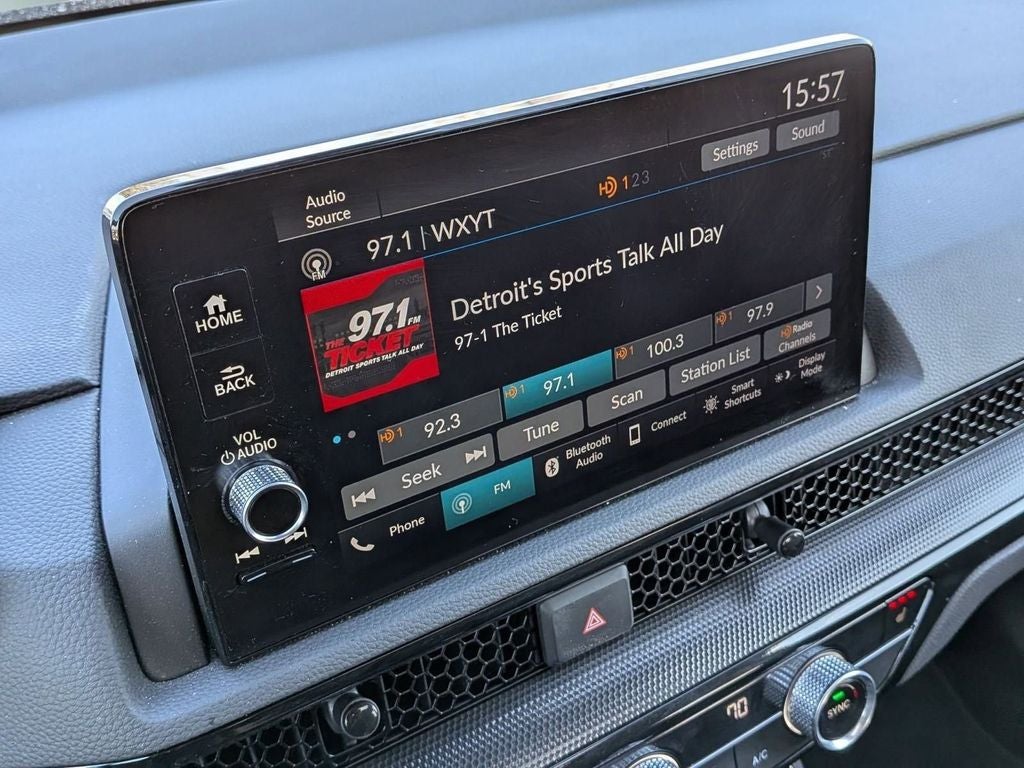 15:57
Settings
Sound
Audio
Source
HD 1 2 3
ST
97.1 | WXYT
FM
HOME
97.1 FM
THE
TICKET
DETROIT SPORTS TALK ALL DAY
Detroit's Sports Talk All Day
97-1 The Ticket
BACK
HD 1 92.3
HD 1 97.1
HD 1 100.3
HD 1 97.9
VOL
AUDIO
Seek
Tune
Scan
Station List
HD Radio
Channels
Phone
FM
Bluetooth
Audio
Connect
Smart
Shortcuts
Display
Mode
70
SYNC
A/C